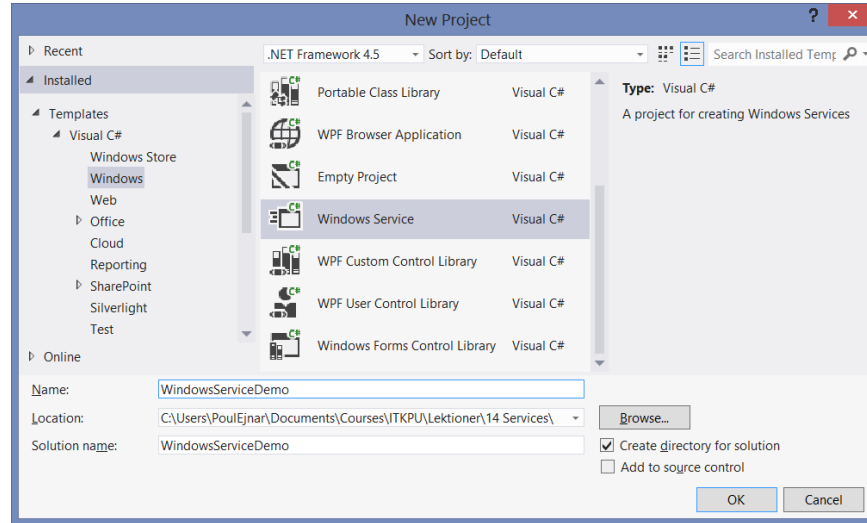 New Project
?
×
Recent
.NET Framework 4.5
Sort by: Default
Search Installed Temp
Installed
Templates
Visual C#
Windows Store
Windows
Web
Office
Cloud
Reporting
SharePoint
Silverlight
Test
Online
C#
Portable Class Library
Visual C#
C#
WPF Browser Application
Visual C#
C#
Empty Project
Visual C#
C#
Windows Service
Visual C#
C#
WPF Custom Control Library
Visual C#
C#
WPF User Control Library
Visual C#
C#
Windows Forms Control Library
Visual C#
Type: Visual C#
A project for creating Windows Services
Name:
WindowsServiceDemo
Location:
C:\Users\PoulEjnar\Documents\Courses\ITKPU\Lektioner\14 Services\
Browse...
Solution name:
WindowsServiceDemo
Create directory for solution
Add to source control
OK
Cancel